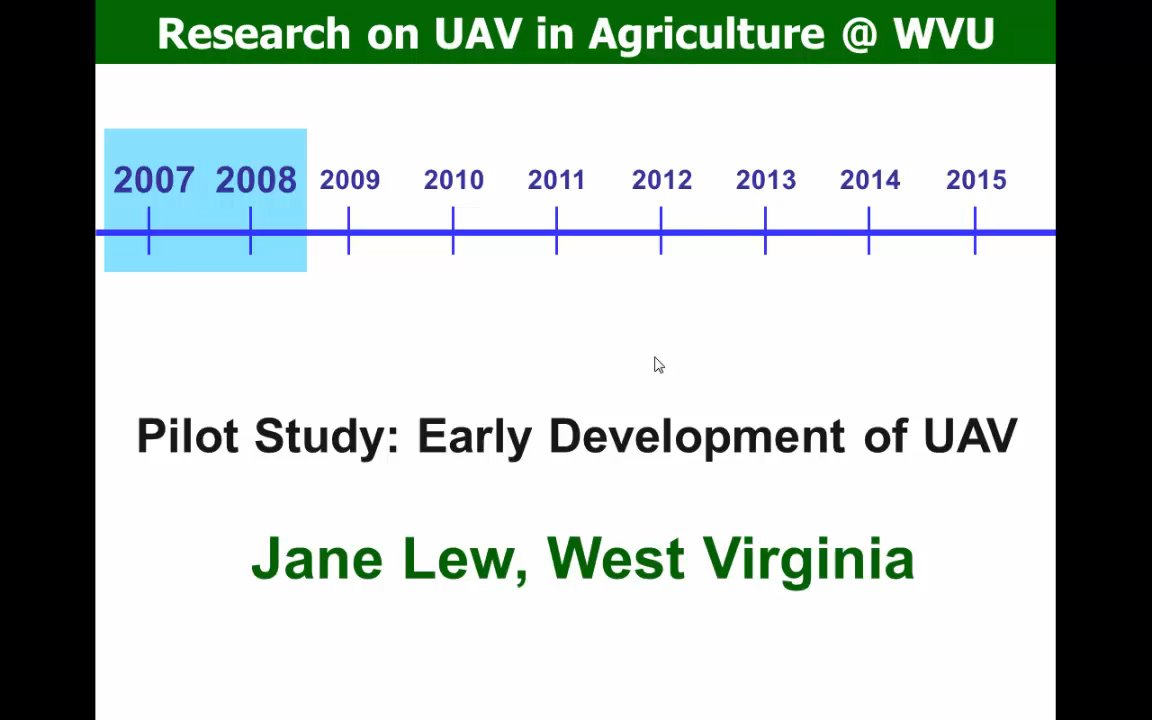 Research on UAV in Agriculture @ WVU
2007 2008 2009 2010 2011 2012 2013 2014 2015
Pilot Study: Early Development of UAV
Jane Lew, West Virginia